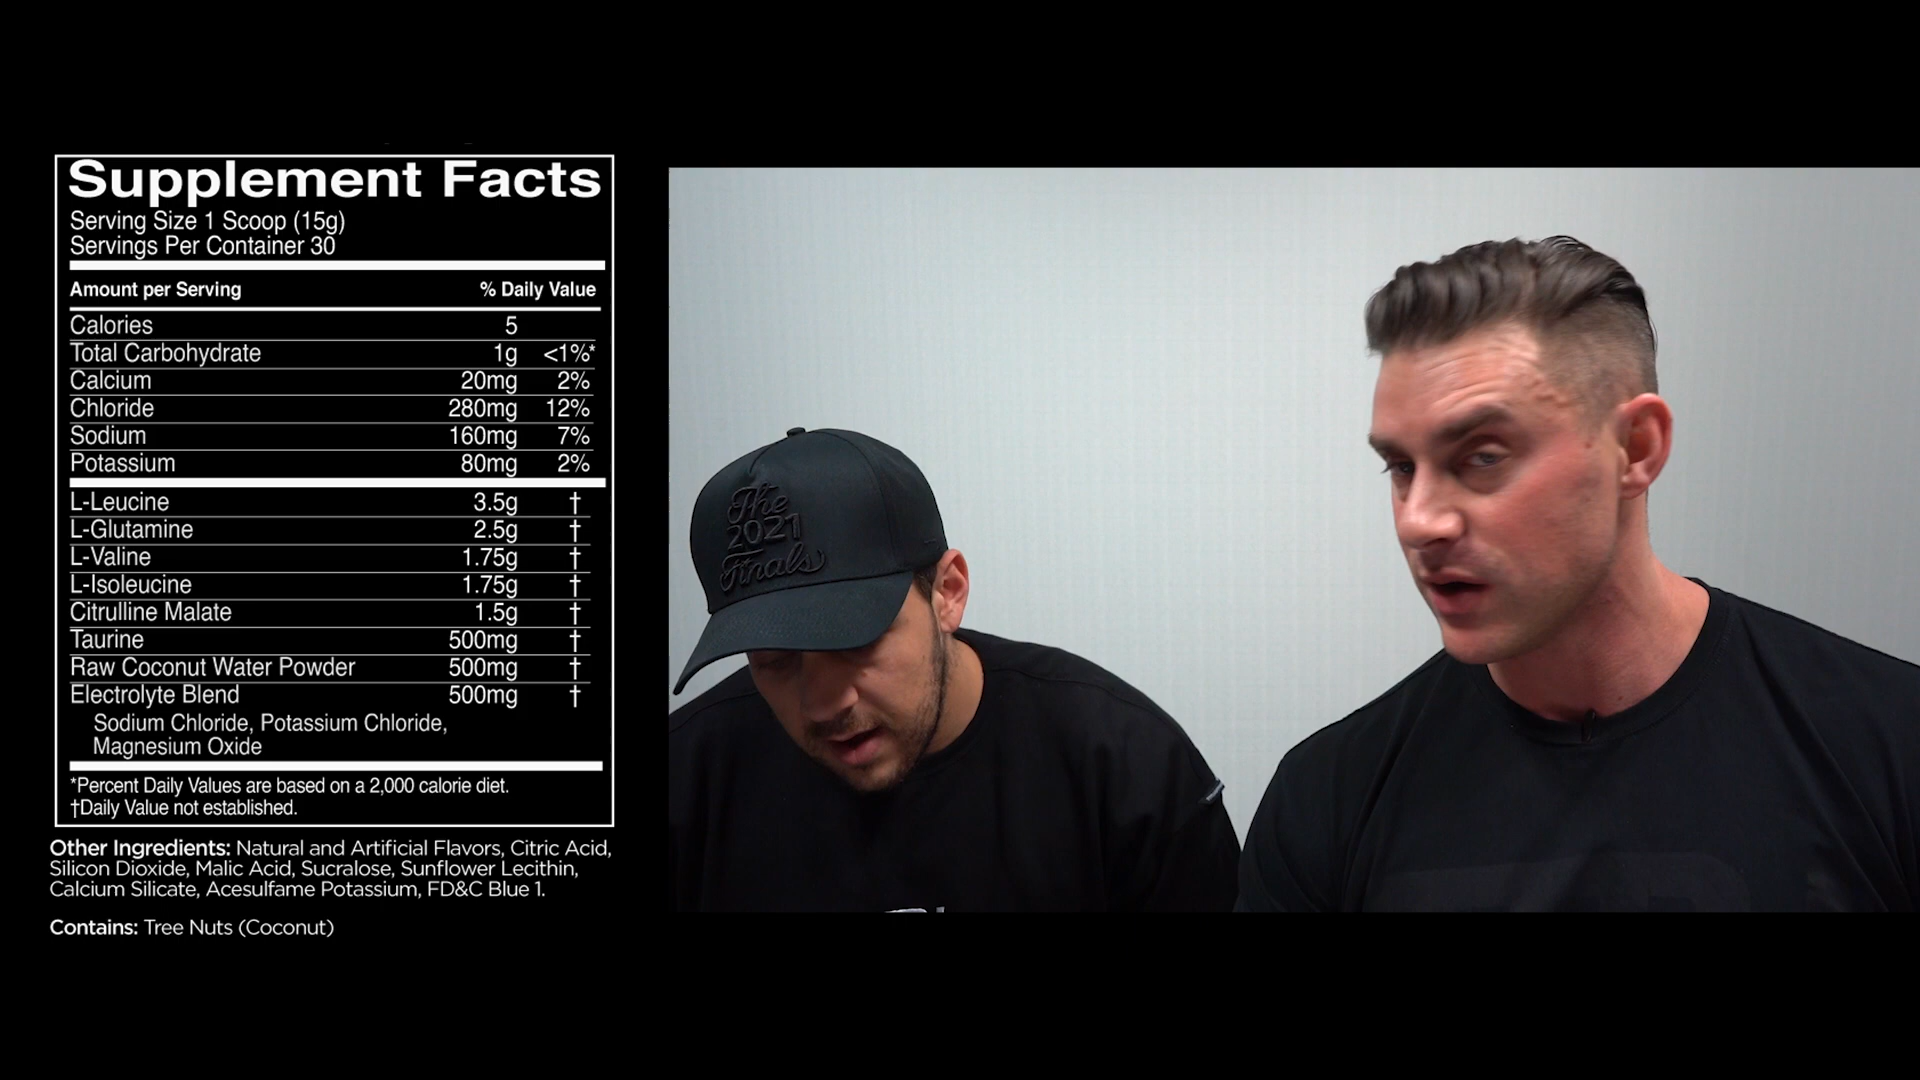 Supplement Facts
Serving Size 1 Scoop (15g)
Servings Per Container 30
Amount per Serving % Daily Value
Calories 5
Total Carbohydrate 1g <1%*
Calcium 20mg 2%
Chloride 280mg 12%
Sodium 160mg 7%
Potassium 80mg 2%
L-Leucine 3.5g †
L-Glutamine 2.5g †
L-Valine 1.75g †
L-Isoleucine 1.75g †
Citrulline Malate 1.5g †
Taurine 500mg †
Raw Coconut Water Powder 500mg †
Electrolyte Blend 500mg †
Sodium Chloride, Potassium Chloride,
Magnesium Oxide
*Percent Daily Values are based on a 2,000 calorie diet.
†Daily Value not established.
Other Ingredients: Natural and Artificial Flavors, Citric Acid,
Silicon Dioxide, Malic Acid, Sucralose, Sunflower Lecithin,
Calcium Silicate, Acesulfame Potassium, FD&C Blue 1.
Contains: Tree Nuts (Coconut)
The
2021
Finals